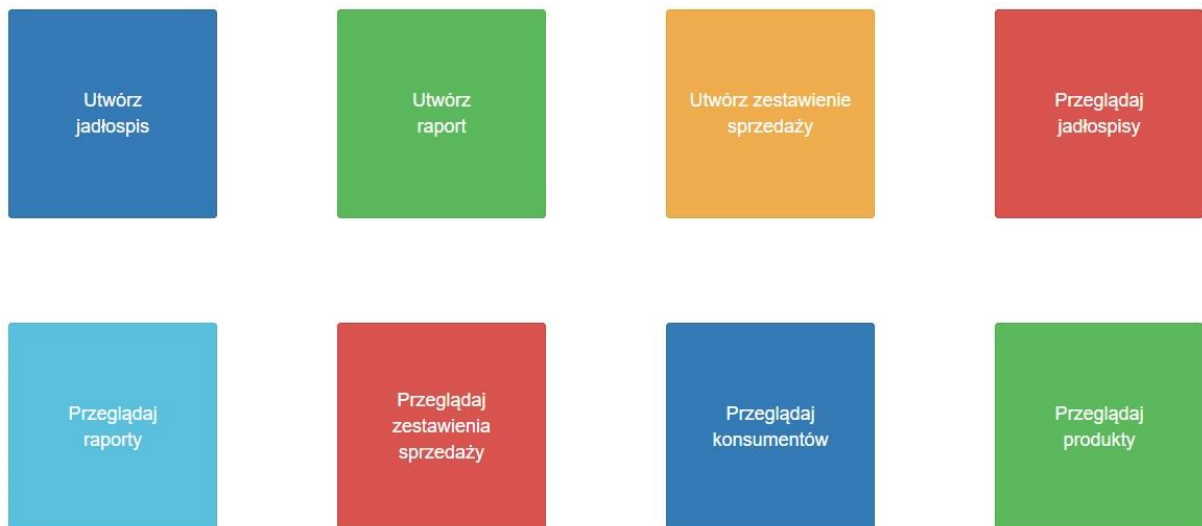 Utwórz
jadłospis
Utwórz
raport
Utwórz zestawienie
sprzedaży
Przeglądaj
jadłospisy
Przeglądaj
raporty
Przeglądaj
zestawienia
sprzedaży
Przeglądaj
konsumentów
Przeglądaj
produkty